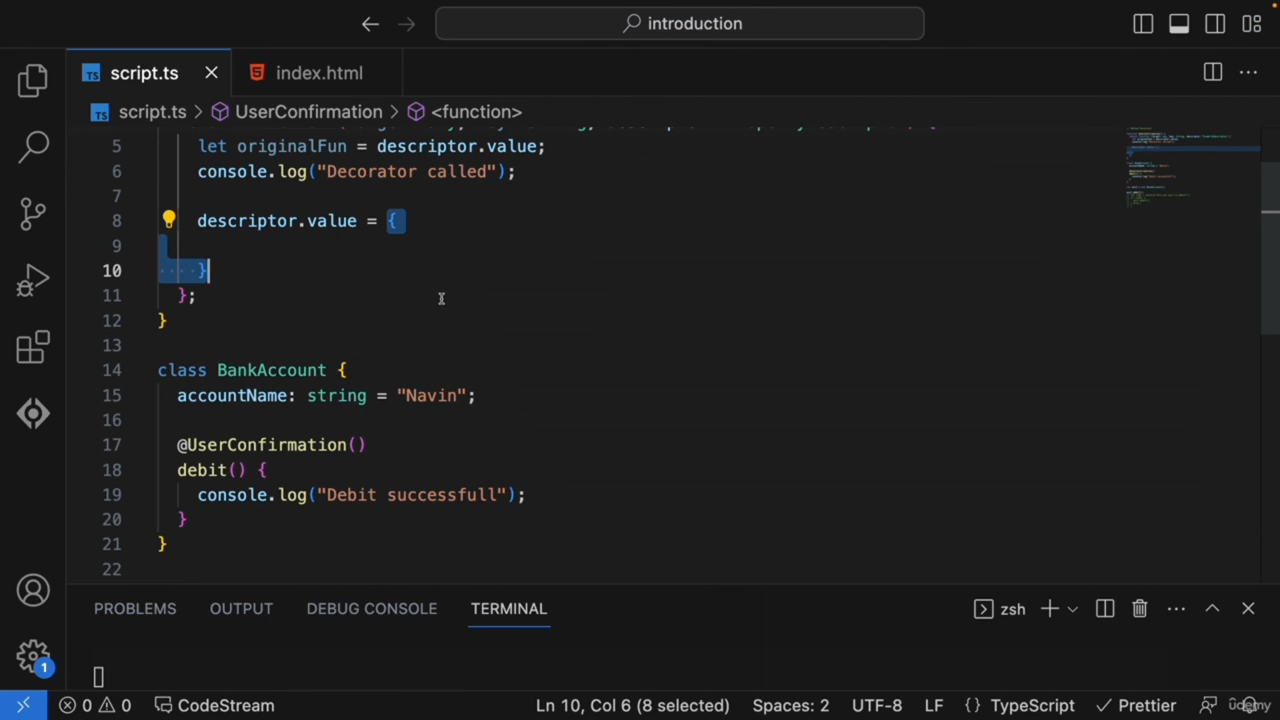 introduction
script.ts
index.html
script.ts > UserConfirmation > <function>
5 let originalFun = descriptor.value;
6 console.log("Decorator called");
7
8 descriptor.value = {
9
10 }
11 };
12 }
13
14 class BankAccount {
15 accountName: string = "Navin";
16
17 @UserConfirmation()
18 debit() {
19 console.log("Debit successfull");
20 }
21 }
22
PROBLEMS OUTPUT DEBUG CONSOLE TERMINAL zsh
1
0 0 CodeStream Ln 10, Col 6 (8 selected) Spaces: 2 UTF-8 LF {} TypeScript Prettier
udemy